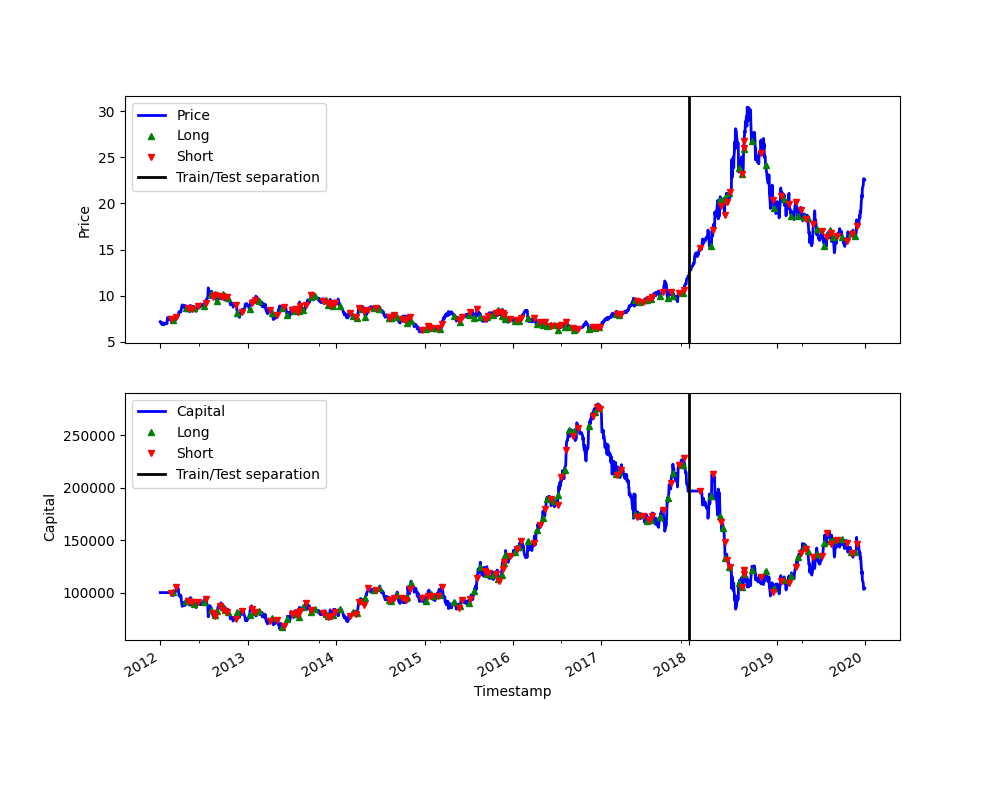 30
25
20
15
10
5
Price
Price
Long
Short
Train/Test separation
250000
200000
150000
100000
Capital
Capital
Long
Short
Train/Test separation
2012
2013
2014
2015
2016
2017
2018
2019
2020
Timestamp